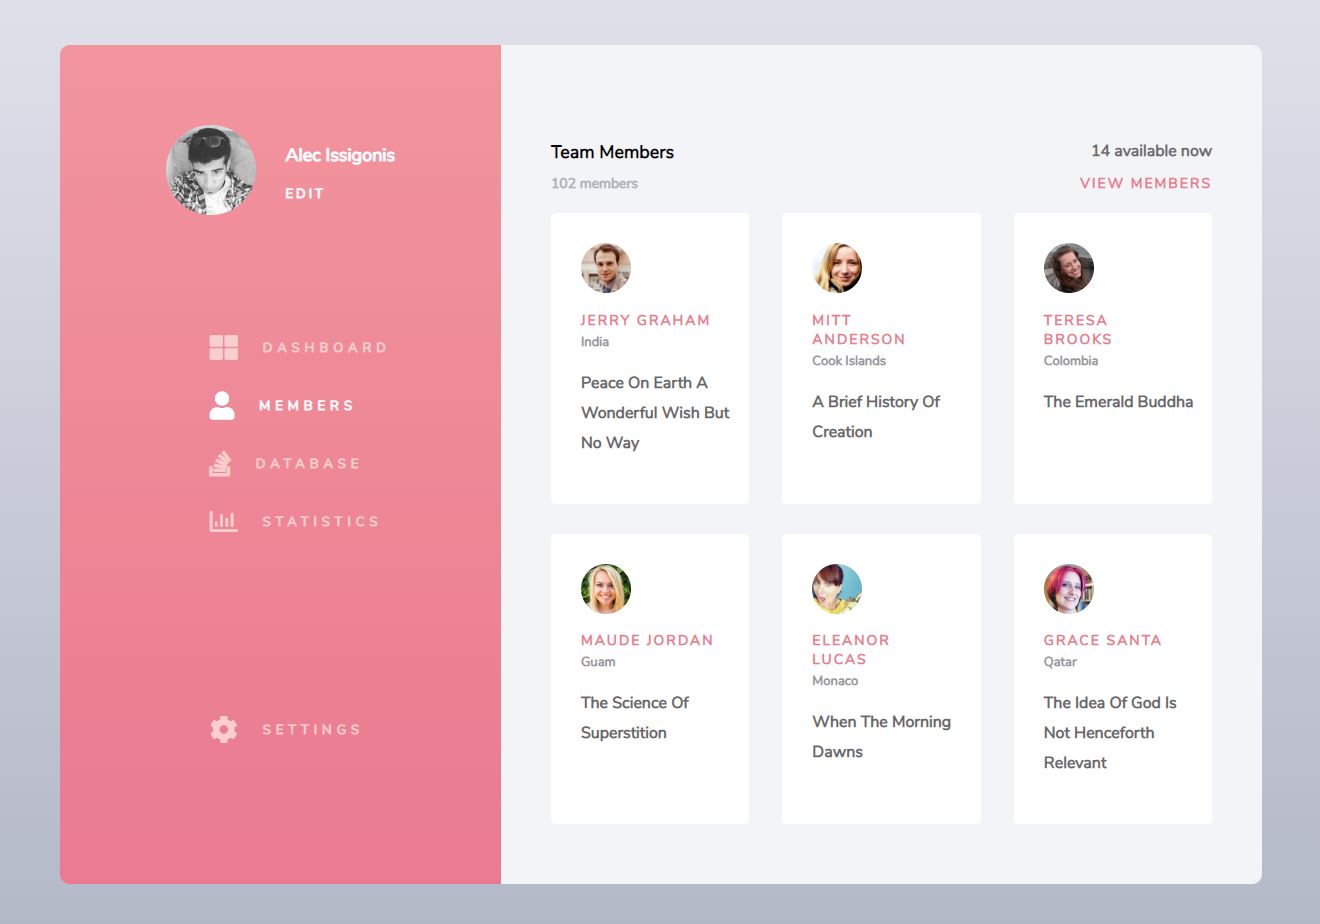 Alec Issigonis
EDIT
DASHBOARD
MEMBERS
DATABASE
STATISTICS
SETTINGS
Team Members
14 available now
102 members
VIEW MEMBERS
JERRY GRAHAM
India
Peace On Earth A
Wonderful Wish But
No Way
MITT
ANDERSON
Cook Islands
A Brief History Of
Creation
TERESA
BROOKS
Colombia
The Emerald Buddha
MAUDE JORDAN
Guam
The Science Of
Superstition
ELEANOR
LUCAS
Monaco
When The Morning
Dawns
GRACE SANTA
Qatar
The Idea Of God Is
Not Henceforth
Relevant